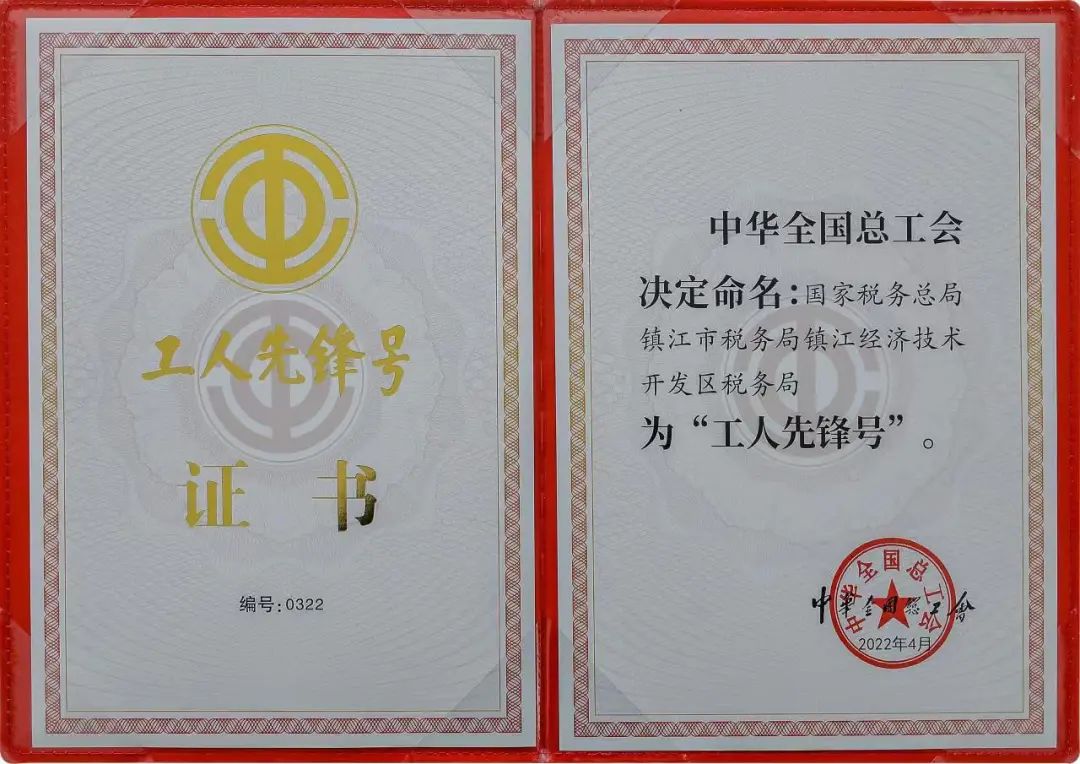 工人先锋号
证 书
编号:0322
中华全国总工会
决定命名:国家税务总局
镇江市税务局镇江经济技术
开发区税务局
为“工人先锋号”。
中华全国总工会
中华全国总工会
2022年4月